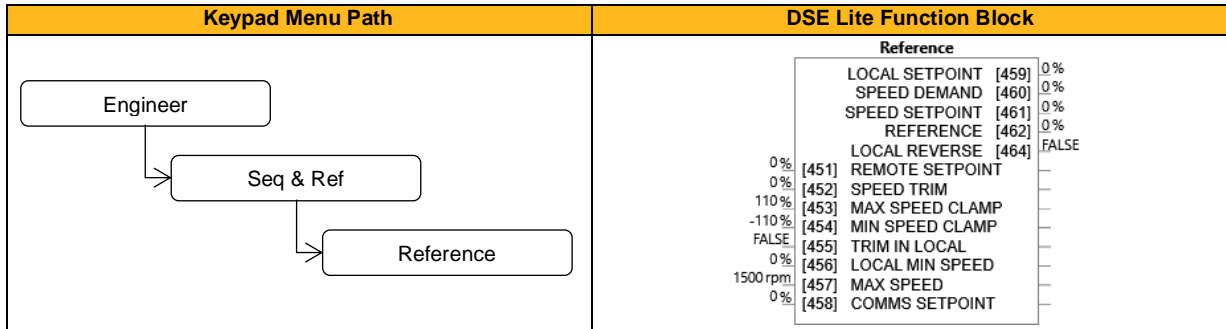 Keypad Menu Path
DSE Lite Function Block
Engineer
Seq & Ref
Reference
Reference
LOCAL SETPOINT [459] 0 %
SPEED DEMAND [460] 0 %
SPEED SETPOINT [461] 0 %
REFERENCE [462] 0 %
LOCAL REVERSE [464] FALSE
0 % [451] REMOTE SETPOINT
0 % [452] SPEED TRIM
110 % [453] MAX SPEED CLAMP
-110 % [454] MIN SPEED CLAMP
FALSE [455] TRIM IN LOCAL
0 % [456] LOCAL MIN SPEED
1500 rpm [457] MAX SPEED
0 % [458] COMMS SETPOINT